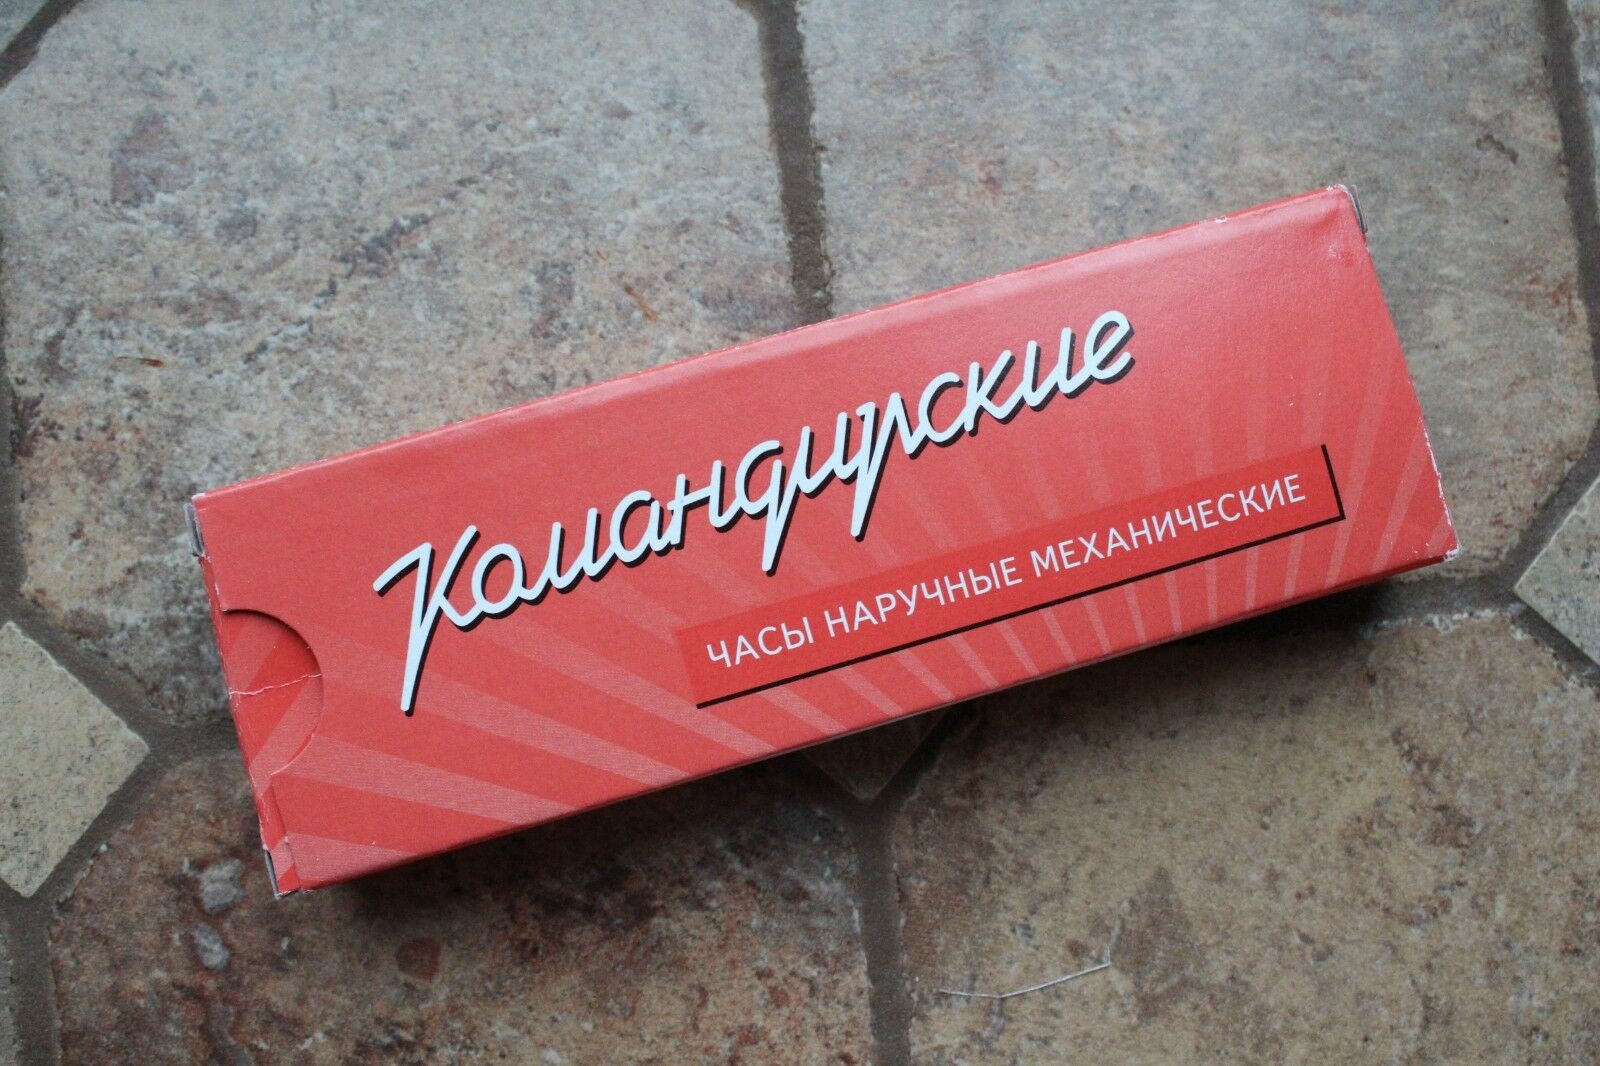 Командирские
ЧАСЫ НАРУЧНЫЕ МЕХАНИЧЕСКИЕ